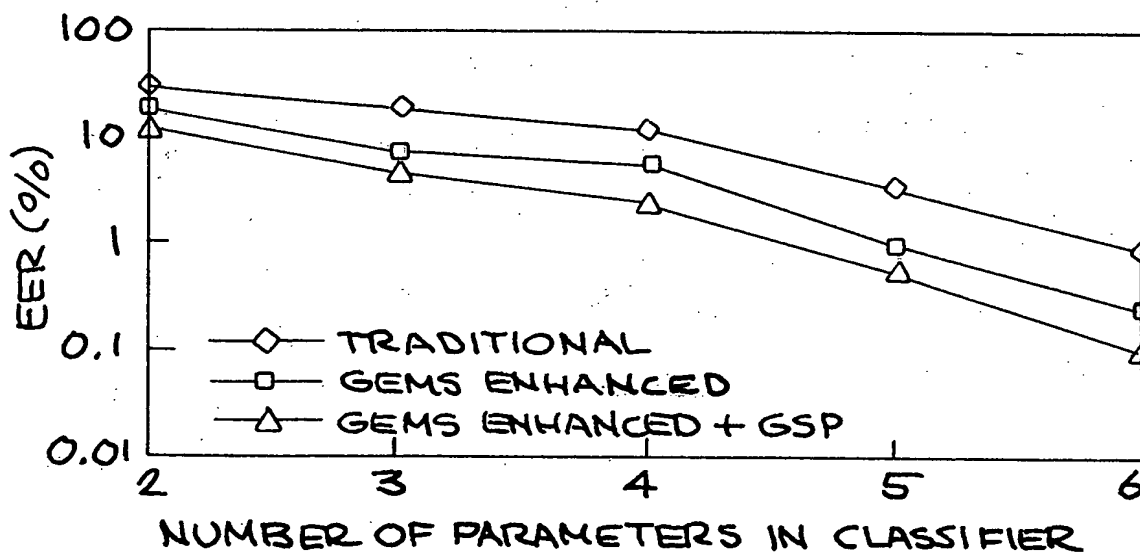 100
10
1
0.1
0.01
EER (%)
TRADITIONAL
GEMS ENHANCED
GEMS ENHANCED + GSP
2 3 4 5 6
NUMBER OF PARAMETERS IN CLASSIFIER